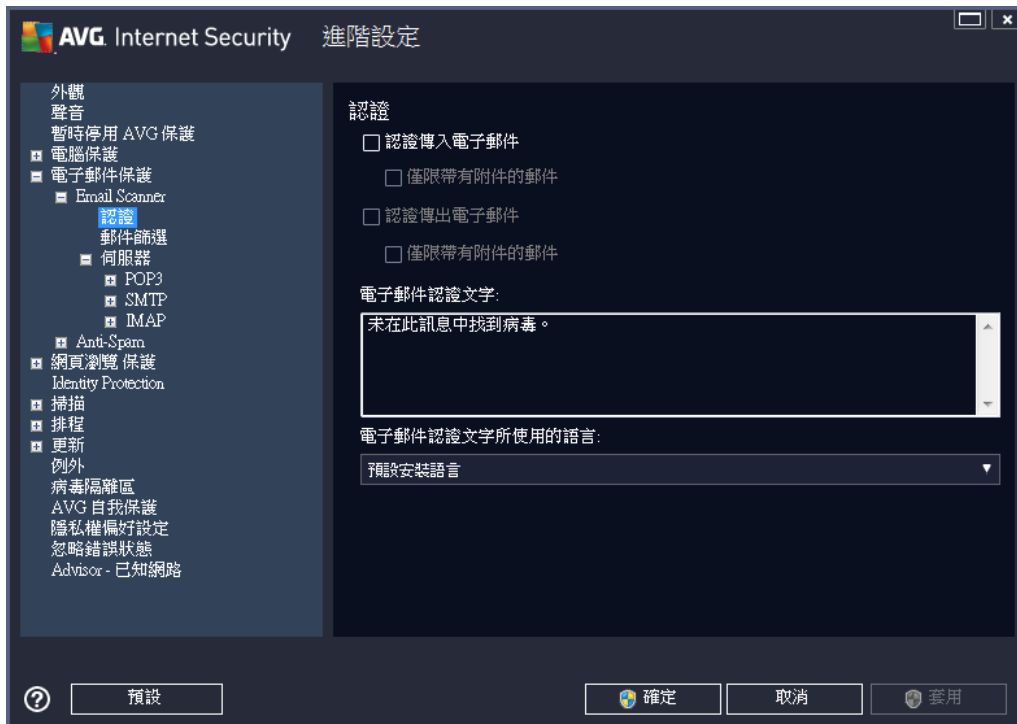 AVG. Internet Security 進階設定
外觀
聲音
暫時停用 AVG 保護
電腦保護
電子郵件保護
Email Scanner
認證
郵件篩選
伺服器
POP3
SMTP
IMAP
Anti-Spam
網頁瀏覽 保護
Identity Protection
掃描
排程
更新
例外
病毒隔離區
AVG 自我保護
隱私權偏好設定
忽略錯誤狀態
Advisor - 已知網路
認證
認證傳入電子郵件
僅限帶有附件的郵件
認證傳出電子郵件
僅限帶有附件的郵件
電子郵件認證文字:
未在此訊息中找到病毒。
電子郵件認證文字所使用的語言:
預設安裝語言
預設
確定
取消
套用